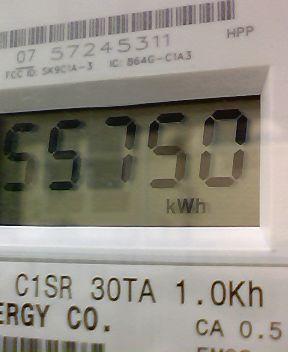 HPP
07 57245311
FCC ID: SK9C1A-3 IC: 864G-C1A3
55750
kWh
C1SR 30TA 1.0Kh
ERGY CO.
CA 0.5